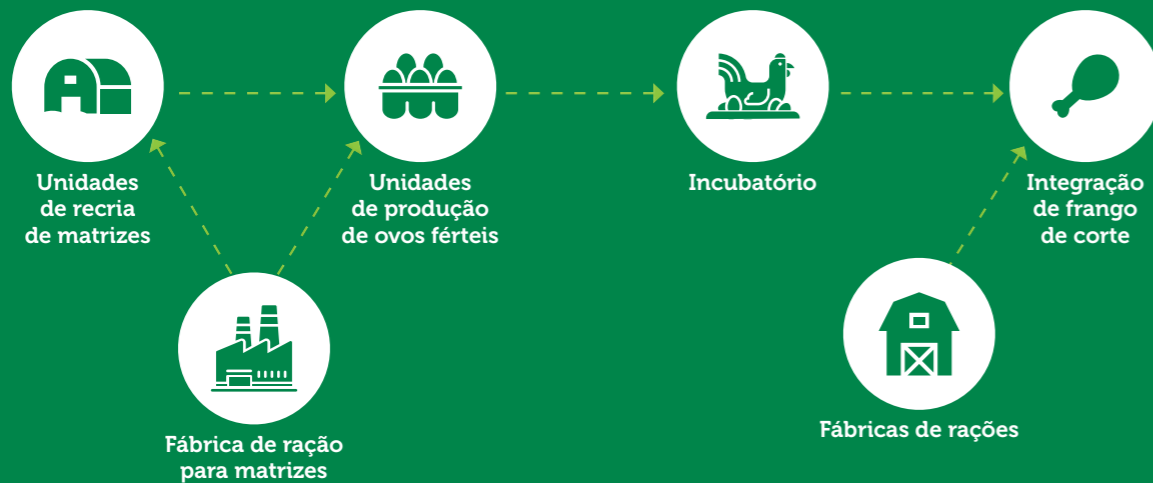 Unidades
de recria
de matrizes
Unidades
de produção
de ovos férteis
Incubatório
Integração
de frango
de corte
Fábrica de ração
para matrizes
Fábricas de rações